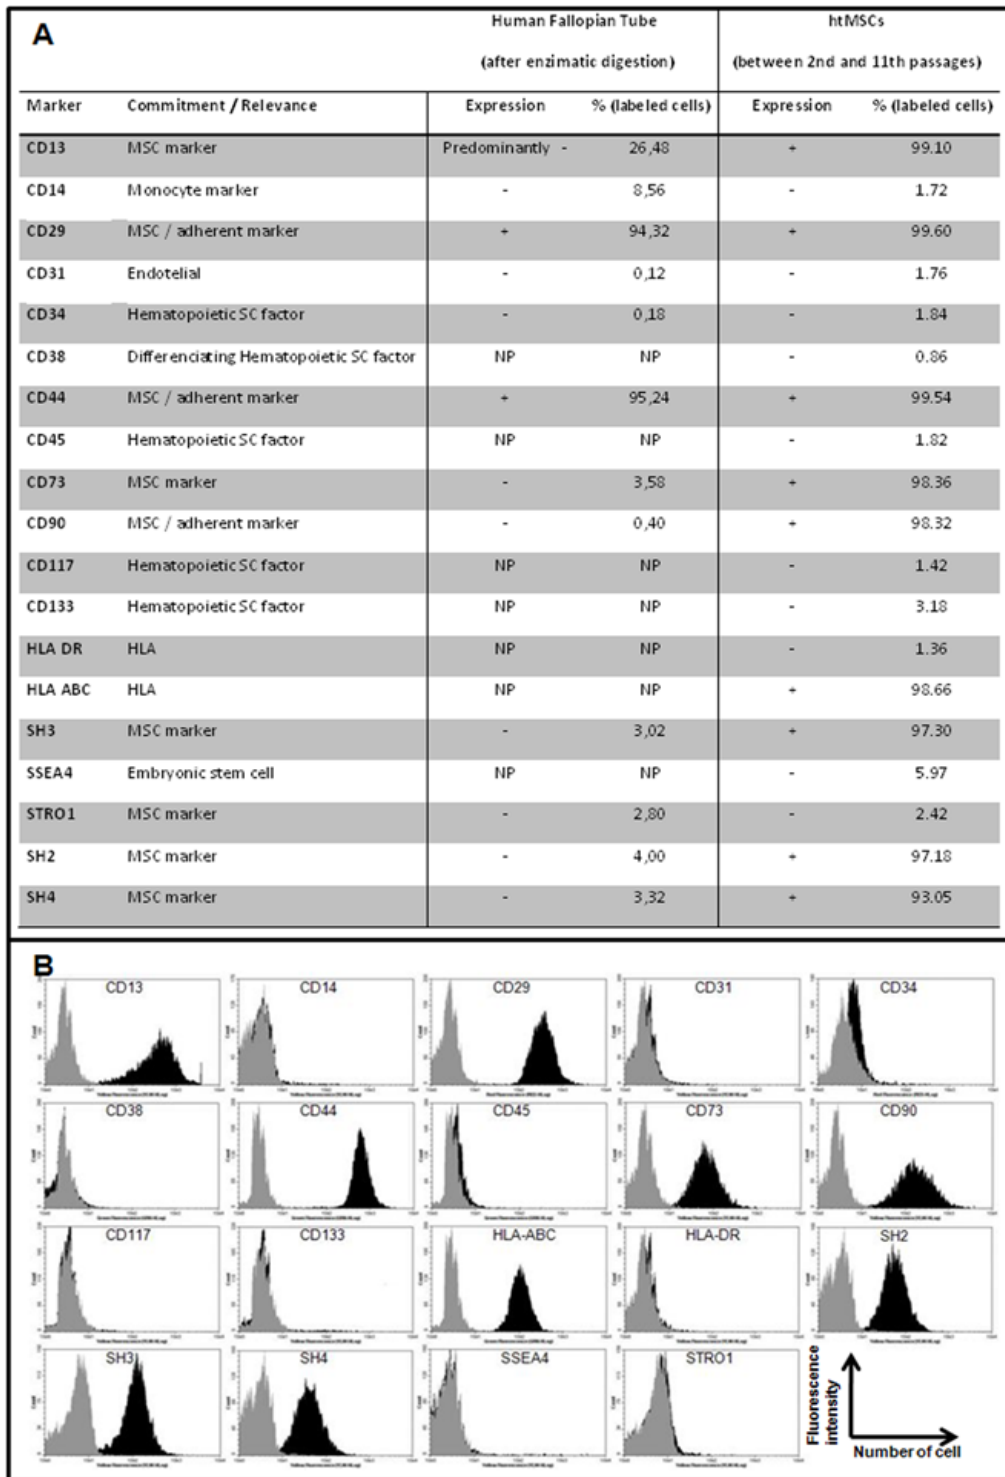 A
Human Fallopian Tube htMSCs
(after enzimatic digestion) (between 2nd and 11th passages)
Marker Commitment / Relevance Expression % (labeled cells) Expression % (labeled cells)
CD13 MSC marker Predominantly - 26,48 + 99.10
CD14 Monocyte marker - 8,56 - 1.72
CD29 MSC / adherent marker + 94,32 + 99.60
CD31 Endotelial - 0,12 - 1.76
CD34 Hematopoietic SC factor - 0,18 - 1.84
CD38 Differenciating Hematopoietic SC factor NP NP - 0.86
CD44 MSC / adherent marker + 95,24 + 99.54
CD45 Hematopoietic SC factor NP NP - 1.82
CD73 MSC marker - 3,58 + 98.36
CD90 MSC / adherent marker - 0,40 + 98.32
CD117 Hematopoietic SC factor NP NP - 1.42
CD133 Hematopoietic SC factor NP NP - 3.18
HLA DR HLA NP NP - 1.36
HLA ABC HLA NP NP + 98.66
SH3 MSC marker - 3,02 + 97.30
SSEA4 Embryonic stem cell NP NP - 5.97
STRO1 MSC marker - 2,80 - 2.42
SH2 MSC marker - 4,00 + 97.18
SH4 MSC marker - 3,32 + 93.05
B
CD13 CD14 CD29 CD31 CD34
CD38 CD44 CD45 CD73 CD90
CD117 CD133 HLA-ABC HLA-DR SH2
SH3 SH4 SSEA4 STRO1
Fluorescence
intensity
Number of cell